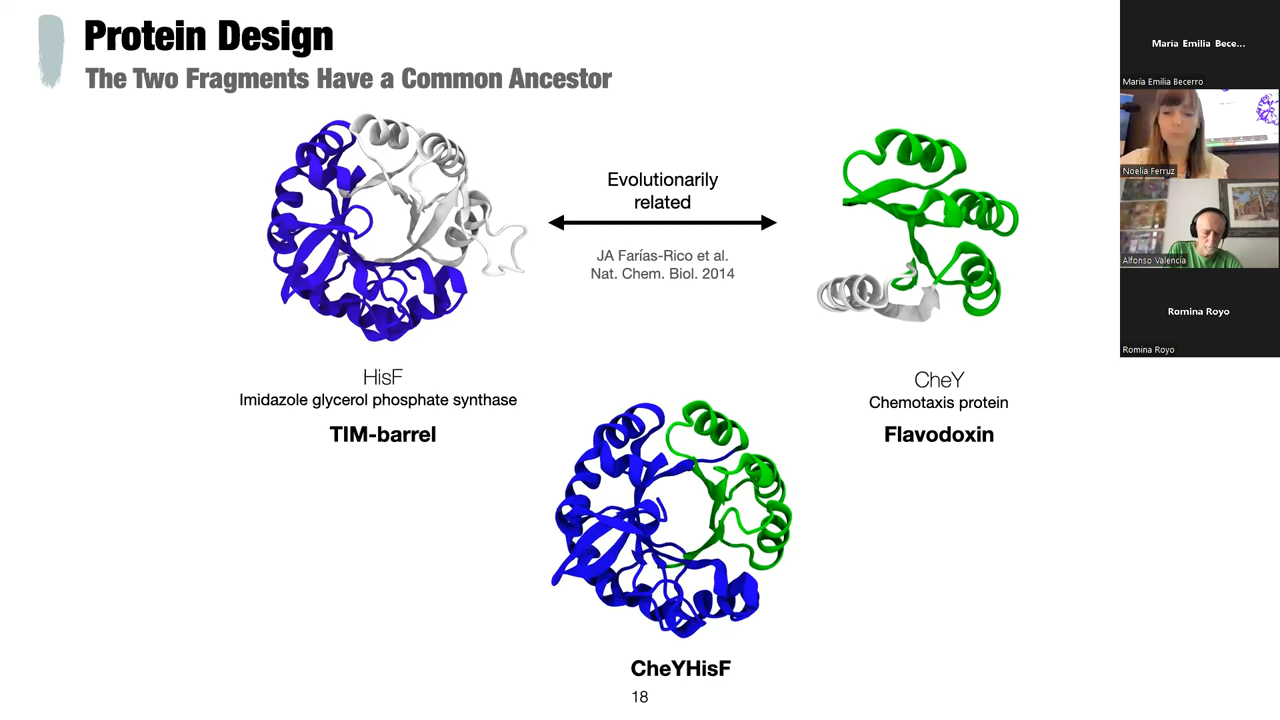 Protein Design
The Two Fragments Have a Common Ancestor
Evolutionarily
related
JA Farías-Rico et al.
Nat. Chem. Biol. 2014
HisF
Imidazole glycerol phosphate synthase
TIM-barrel
CheY
Chemotaxis protein
Flavodoxin
CheYHisF
18
María Emilia Bece...
María Emilia Becerro
Noelia Ferruz
Alfonso Valencia
Romina Royo
Romina Royo